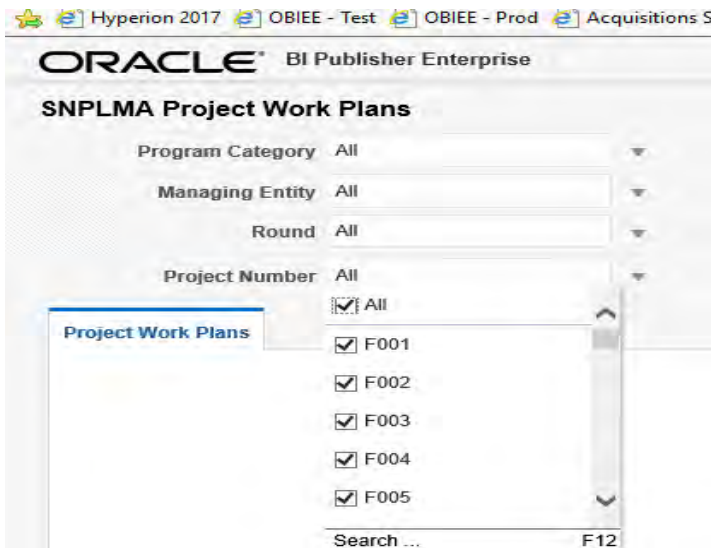 Hyperion 2017 OBIEE - Test OBIEE - Prod Acquisitions S
ORACLE® BI Publisher Enterprise
SNPLMA Project Work Plans
Program Category All
Managing Entity All
Round All
Project Number All
All
Project Work Plans
F001
F002
F003
F004
F005
Search ... F12